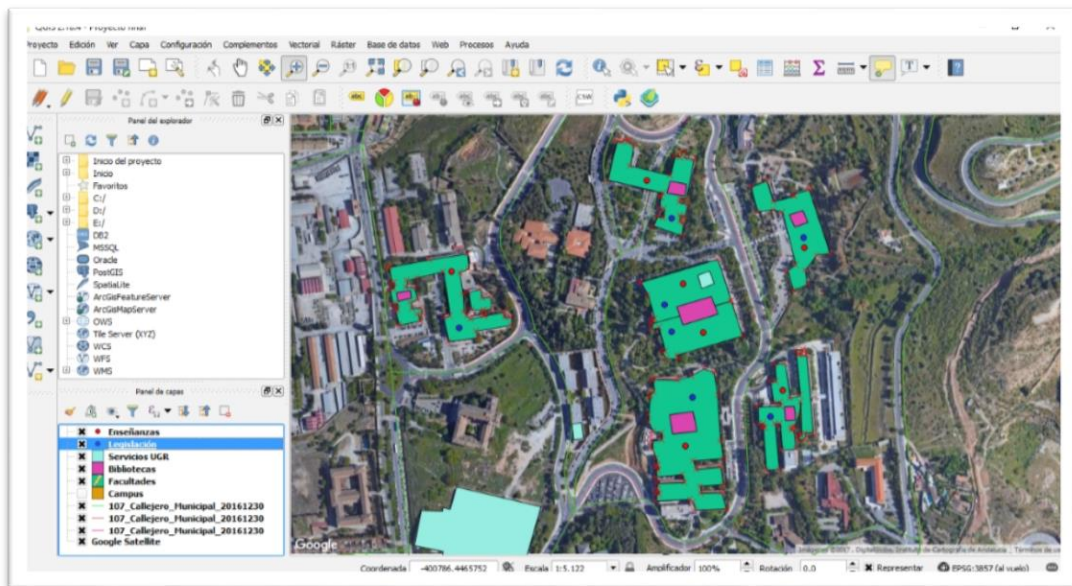 Proyecto final
Proyecto Edición Ver Capa Configuración Complementos Vectorial Ráster Base de datos Web Procesos Ayuda
Panel del explorador
Inicio del proyecto
Inicio
Favoritos
C:/
D:/
E:/
DB2
MSSQL
Oracle
PostGIS
SpatiaLite
ArcGisFeatureServer
ArcGisMapServer
OWS
Tile Server (XYZ)
WCS
WFS
WMS
Panel de capas
Enseñanzas
Legislación
Servicios UGR
Bibliotecas
Facultades
Campus
107_Callejero_Municipal_20161230
107_Callejero_Municipal_20161230
107_Callejero_Municipal_20161230
Google Satellite
Google
Coordenada -400786.4465752 Escala 1:5.122 Amplificador 100% Rotación 0.0 Representar EPSG:3857 (al vuelo)